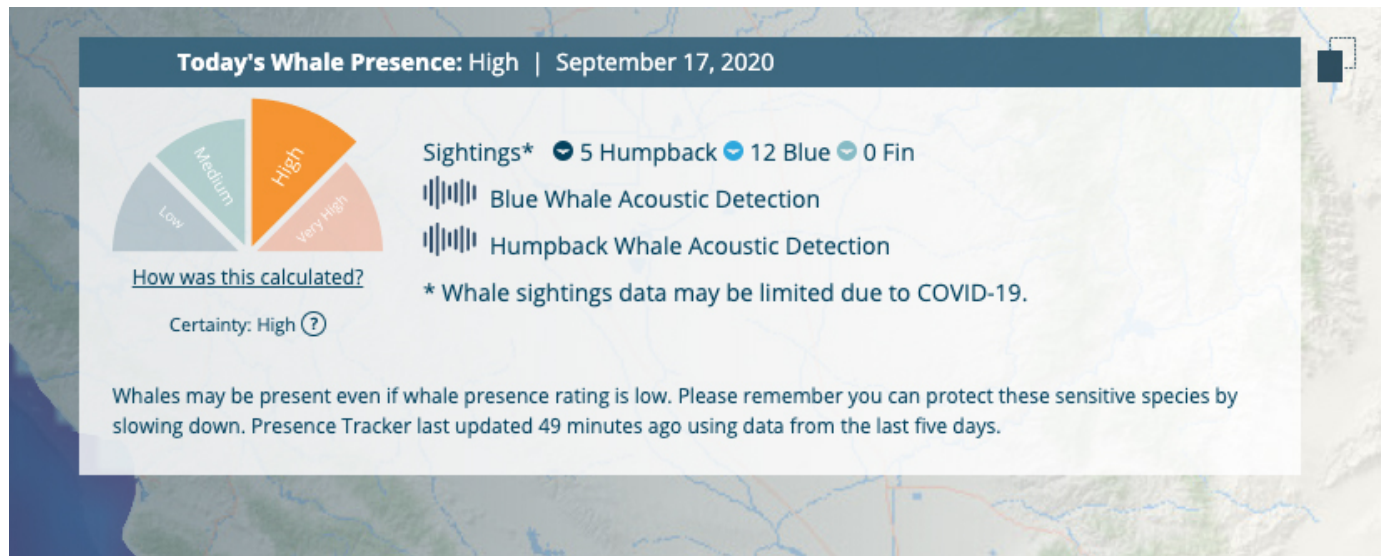 Today's Whale Presence: High | September 17, 2020
Low
Medium
High
Very High
Sightings* 5 Humpback 12 Blue 0 Fin
Blue Whale Acoustic Detection
Humpback Whale Acoustic Detection
* Whale sightings data may be limited due to COVID-19.
How was this calculated?
Certainty: High ?
Whales may be present even if whale presence rating is low. Please remember you can protect these sensitive species by
slowing down. Presence Tracker last updated 49 minutes ago using data from the last five days.